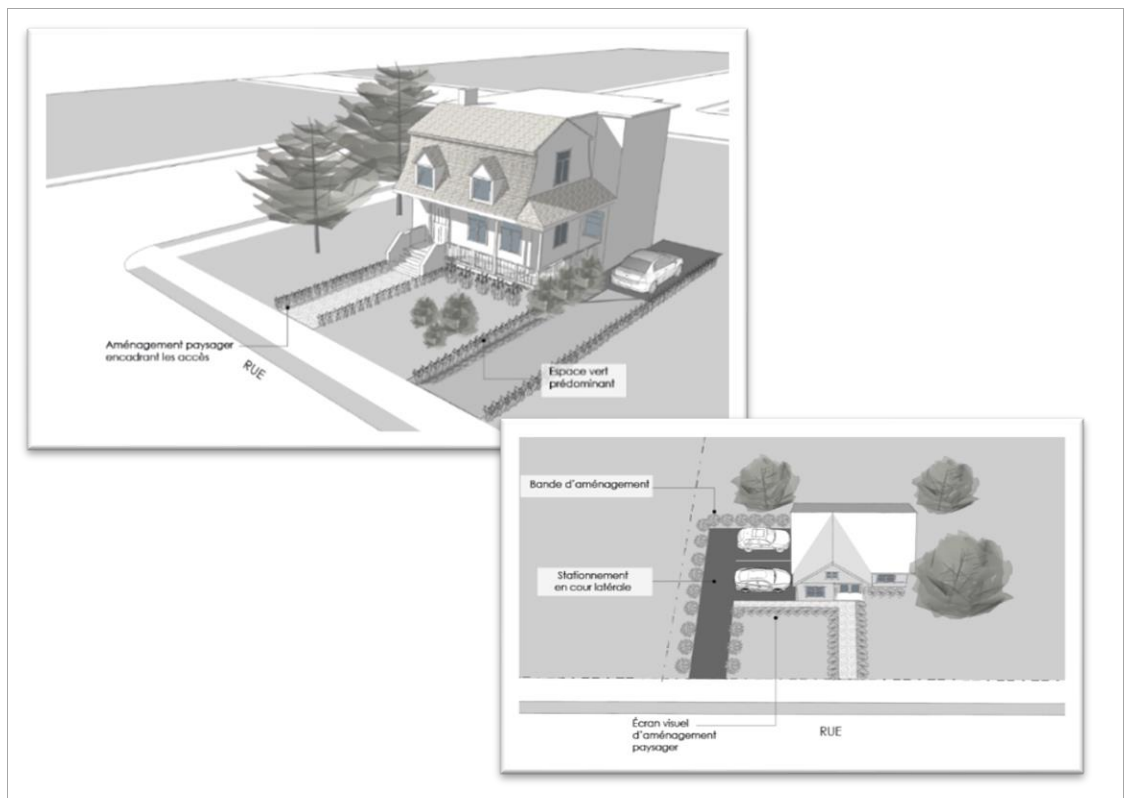 Aménagement paysager
encadrant les accès
RUE
Espace vert
prédominant
Bande d'aménagement
Stationnement
en cour latérale
Écran visuel
d'aménagement
paysager
RUE